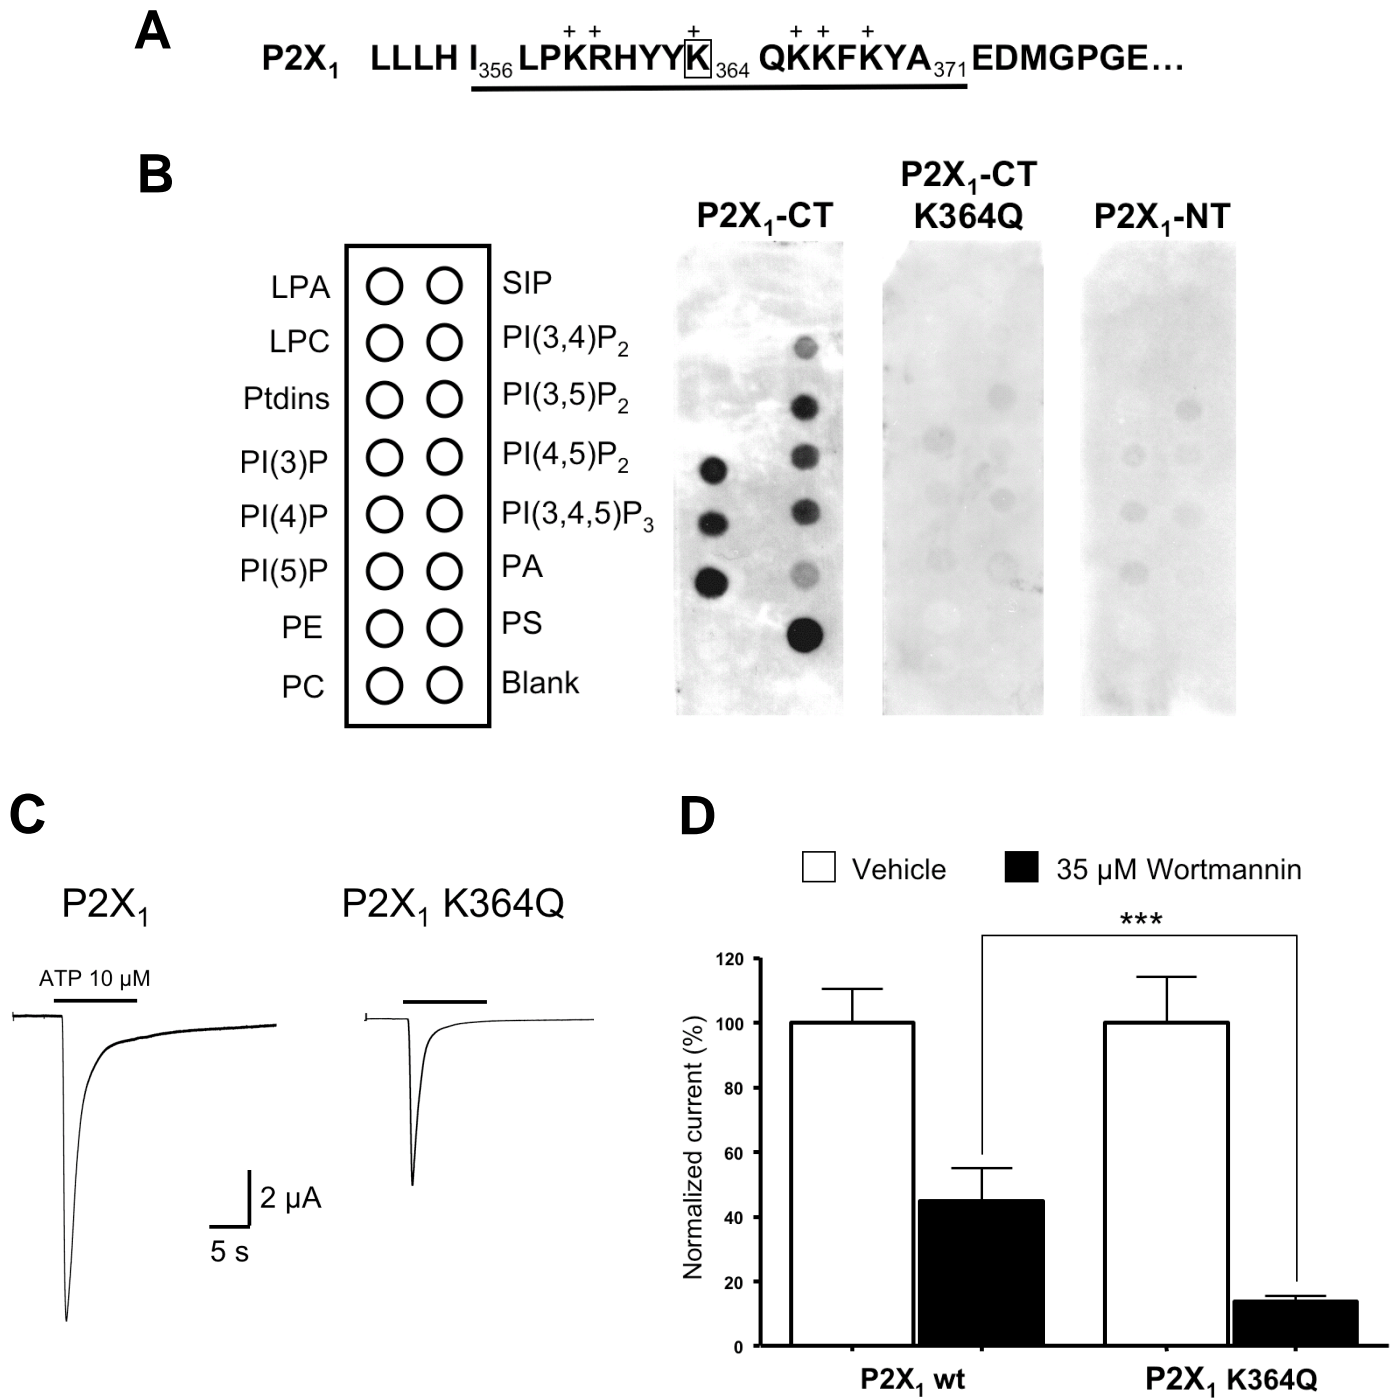 A
+ + + + + +
P2X1 LLLH I356 LPKRHYYK364 QKKFKYA371 EDMGPGE...
B
P2X1-CT
P2X1-CT K364Q
P2X1-NT
LPA SIP
LPC PI(3,4)P2
Ptdins PI(3,5)P2
PI(3)P PI(4,5)P2
PI(4)P PI(3,4,5)P3
PI(5)P PA
PE PS
PC Blank
C
P2X1 P2X1 K364Q
ATP 10 µM
2 µA
5 s
D
Vehicle 35 µM Wortmannin
***
Normalized current (%)
120
100
80
60
40
20
0
P2X1 wt P2X1 K364Q